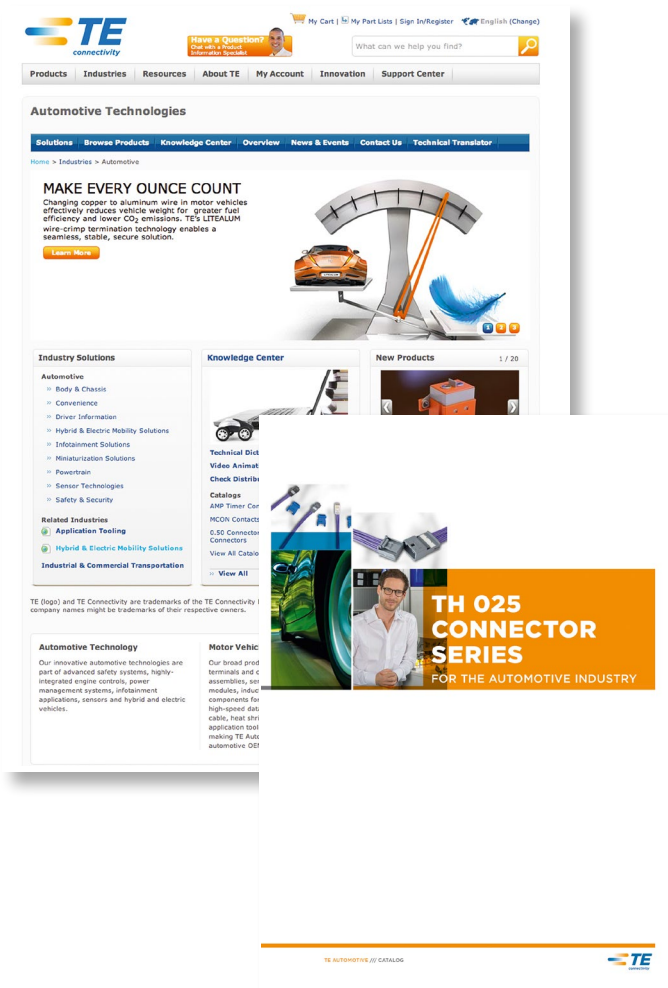 TE
connectivity
My Cart | My Part Lists | Sign In/Register English (Change)
Have a Question?
Chat with a Product
Information Specialist
What can we help you find?
Products Industries Resources About TE My Account Innovation Support Center
Automotive Technologies
Solutions Browse Products Knowledge Center Overview News & Events Contact Us Technical Translator
Home > Industries > Automotive
MAKE EVERY OUNCE COUNT
Changing copper to aluminum wire in motor vehicles
effectively reduces vehicle weight for greater fuel
efficiency and lower CO2 emissions. TE's LITEALUM
wire-crimp termination technology enables a
seamless, stable, secure solution.
Learn More
1 2 3
Industry Solutions
Automotive
» Body & Chassis
» Convenience
» Driver Information
» Hybrid & Electric Mobility Solutions
» Infotainment Solutions
» Miniaturization Solutions
» Powertrain
» Sensor Technologies
» Safety & Security
Related Industries
Application Tooling
Hybrid & Electric Mobility Solutions
Industrial & Commercial Transportation
Knowledge Center
Technical Dict
Video Animat
Check Distrib
Catalogs
AMP Timer Con
MCON Contacts
0.50 Connecto
Connectors
View All Catalo
» View All
New Products 1 / 20
TE (logo) and TE Connectivity are trademarks of the TE Connectivity
company names might be trademarks of their respective owners.
Automotive Technology
Our innovative automotive technologies are
part of advanced safety systems, highly-
integrated engine controls, power
management systems, infotainment
applications, sensors and hybrid and electric
vehicles.
Motor Vehic
Our broad prod
terminals and c
assemblies, sen
modules, induc
components fo
high-speed dat
cable, heat shri
application tool
making TE Auto
automotive OE
TH 025
CONNECTOR
SERIES
FOR THE AUTOMOTIVE INDUSTRY
TE AUTOMOTIVE /// CATALOG
TE
connectivity